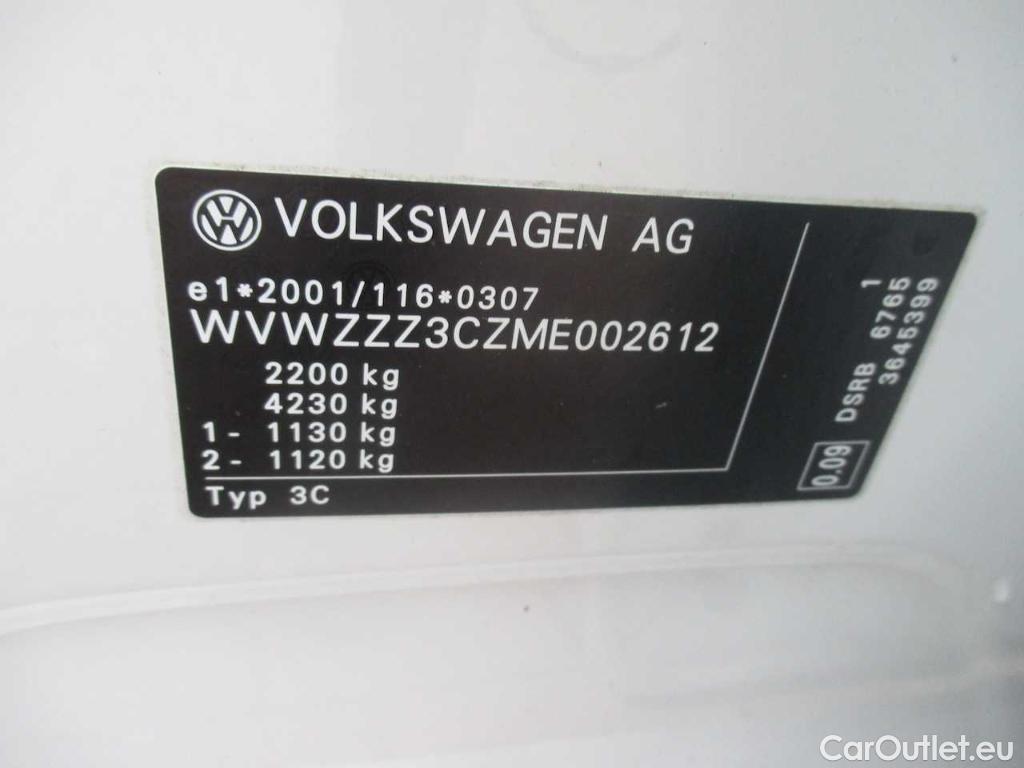 VOLKSWAGEN AG
e1*2001/116*0307
WVWZZZ3CZME002612
2200 kg
4230 kg
1- 1130 kg
2- 1120 kg
Typ 3C
1
DSRB 6765
3645399
0.09
CarOutlet.eu